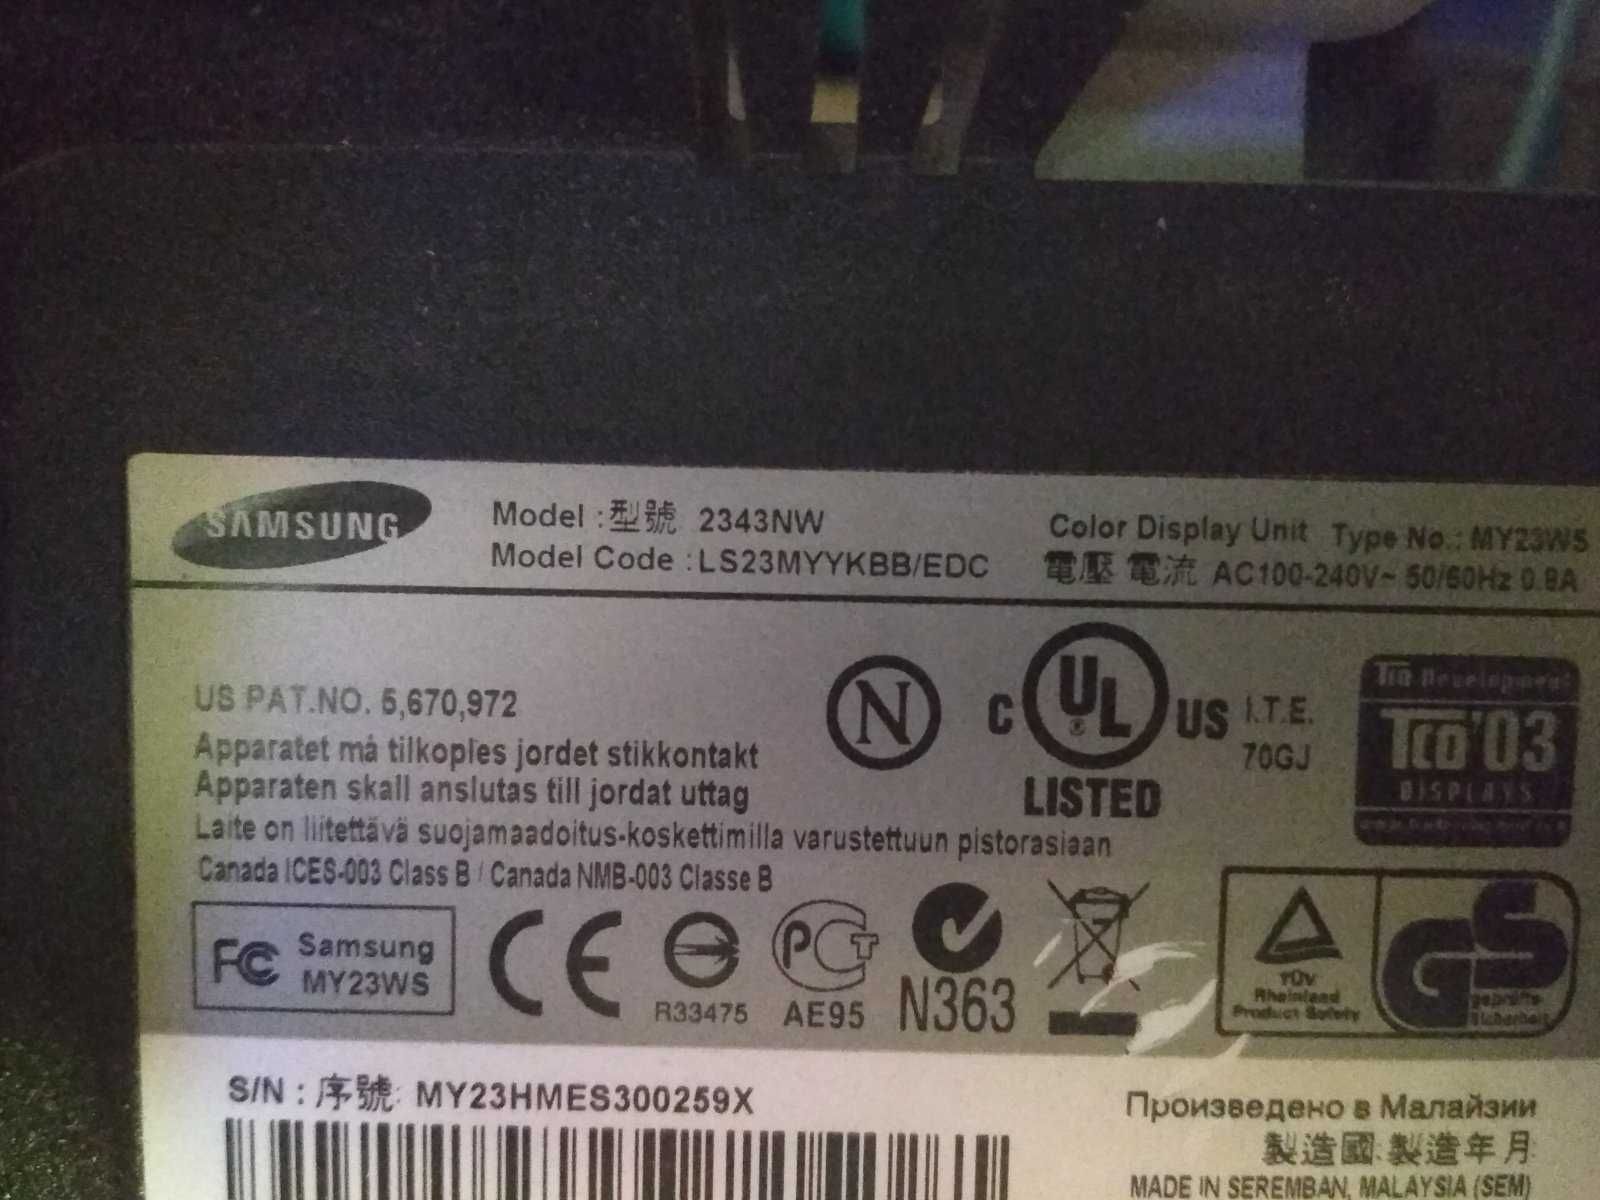 SAMSUNG
Model : 型號 2343NW
Model Code : LS23MYYKBB/EDC
Color Display Unit Type No.: MY23WS
電壓 電流 AC100-240V~ 50/60Hz 0.8A
US PAT.NO. 5,670,972
Apparatet må tilkoples jordet stikkontakt
Apparaten skall anslutas till jordat uttag
Laite on liitettävä suojamaadoitus-koskettimilla varustettuun pistorasiaan
Canada ICES-003 Class B / Canada NMB-003 Classe B
N
C UL ® US
LISTED
I.T.E.
70GJ
Tco Development
Tco'03
DISPLAYS
FC Samsung
MY23WS
CE
R33475
PCT
AE95
N363
TÜV
Rheinland
Product Safety
GS
geprüfte
Sicherheit
S/N : 序號: MY23HMES300259X
Произведено в Малайзии
製造國: 製造年月
MADE IN SEREMBAN, MALAYSIA (SEM)